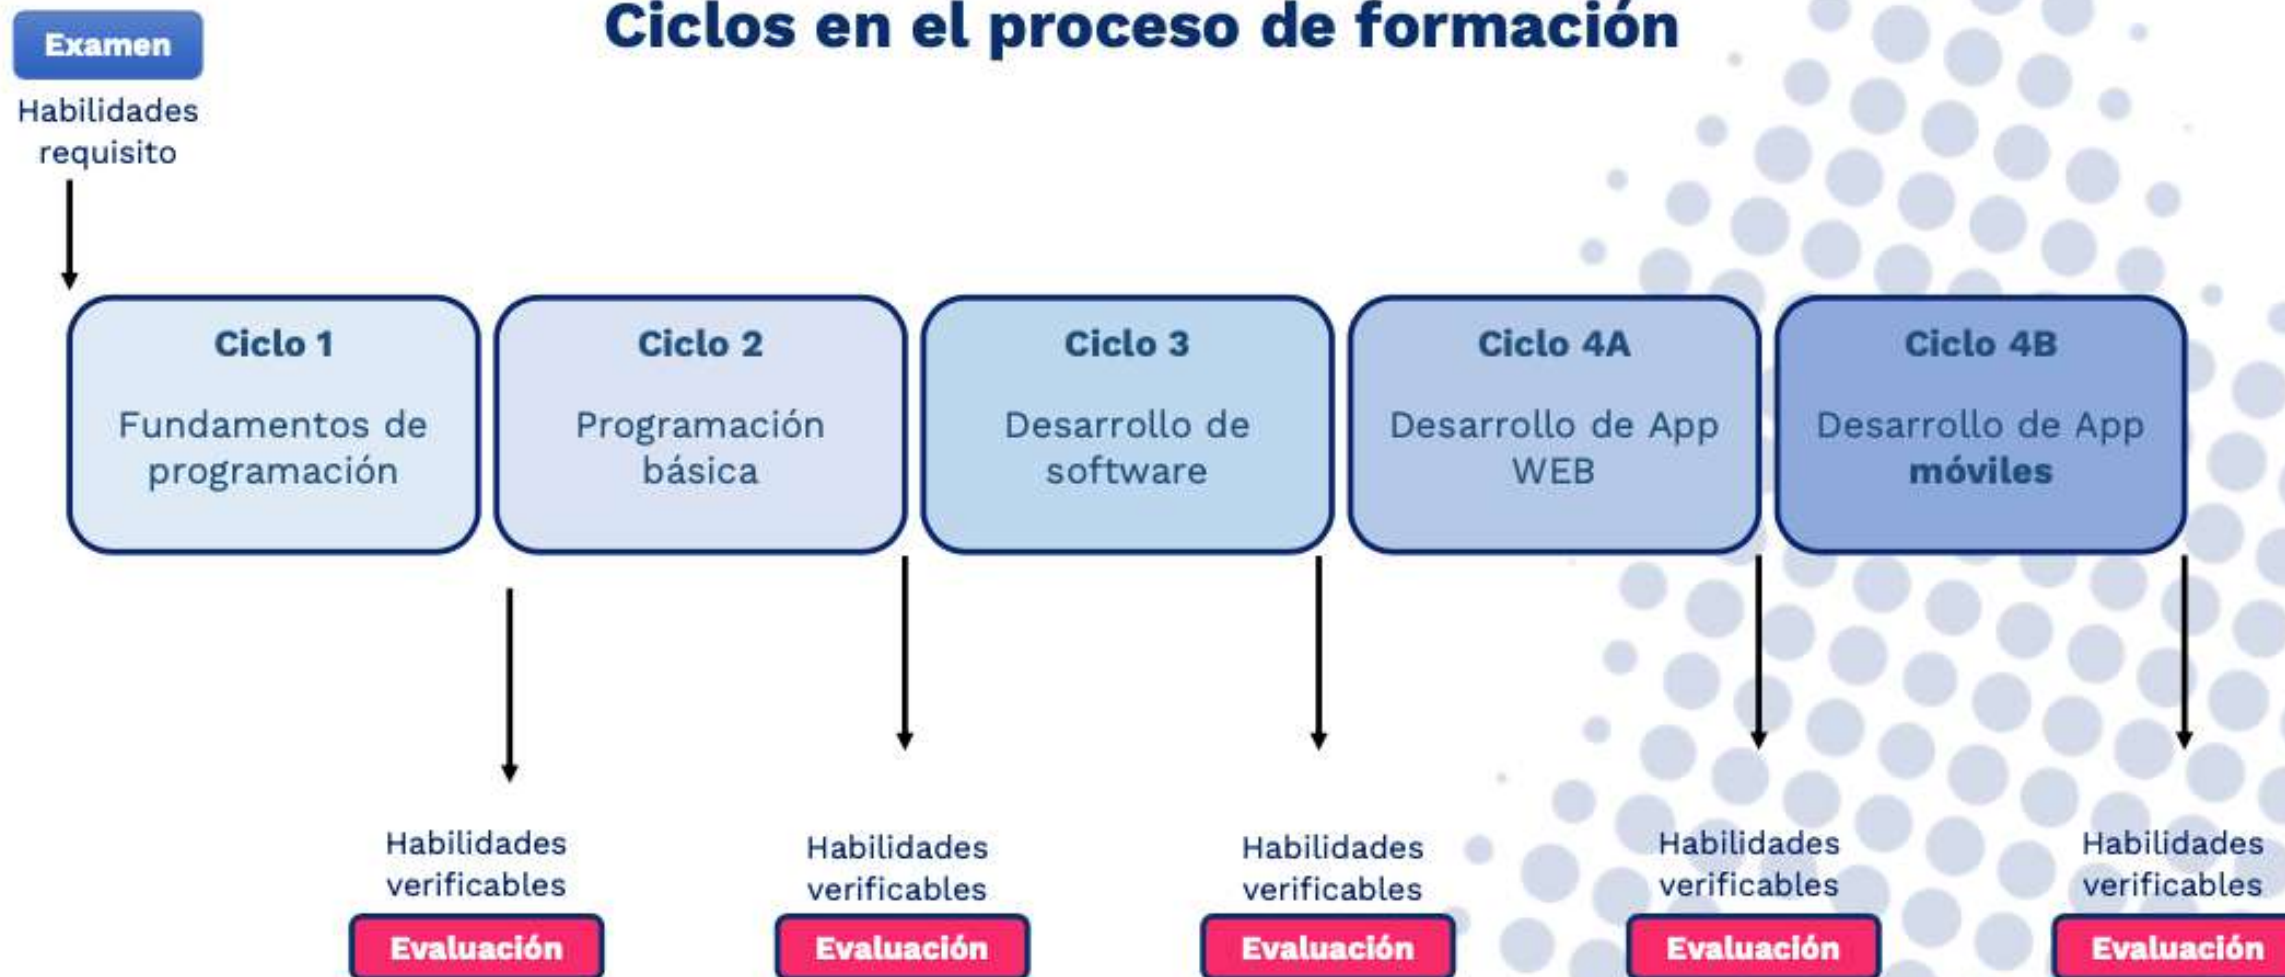 Ciclos en el proceso de formación
Examen
Habilidades
requisito
Ciclo 1
Fundamentos de
programación
Ciclo 2
Programación
básica
Ciclo 3
Desarrollo de
software
Ciclo 4A
Desarrollo de App
WEB
Ciclo 4B
Desarrollo de App
móviles
Habilidades
verificables
Evaluación
Habilidades
verificables
Evaluación
Habilidades
verificables
Evaluación
Habilidades
verificables
Evaluación
Habilidades
verificables
Evaluación